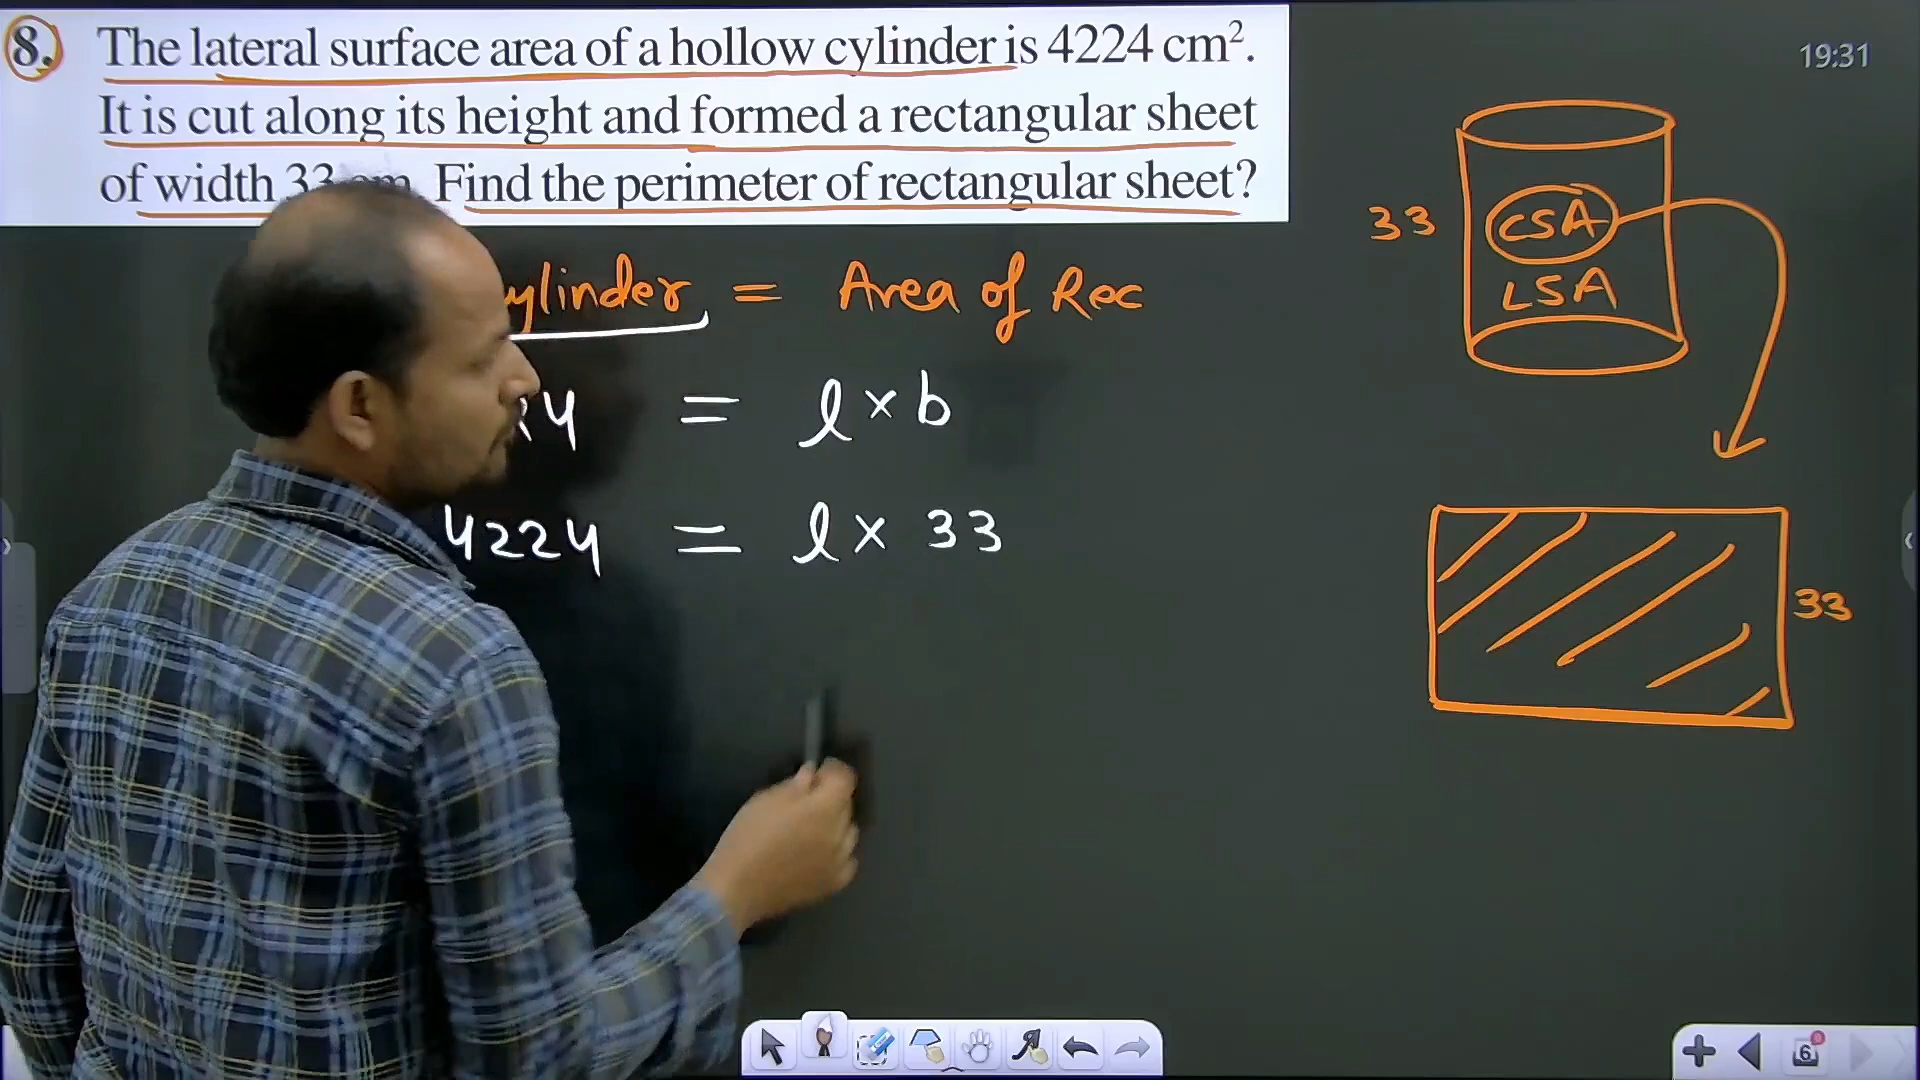 8. The lateral surface area of a hollow cylinder is 4224 cm².
19:31
It is cut along its height and formed a rectangular sheet
of width 33 cm. Find the perimeter of rectangular sheet?
33
CSA
LSA
ylinder = Area of Rec
4 = l × b
4224 = l × 33
33
6